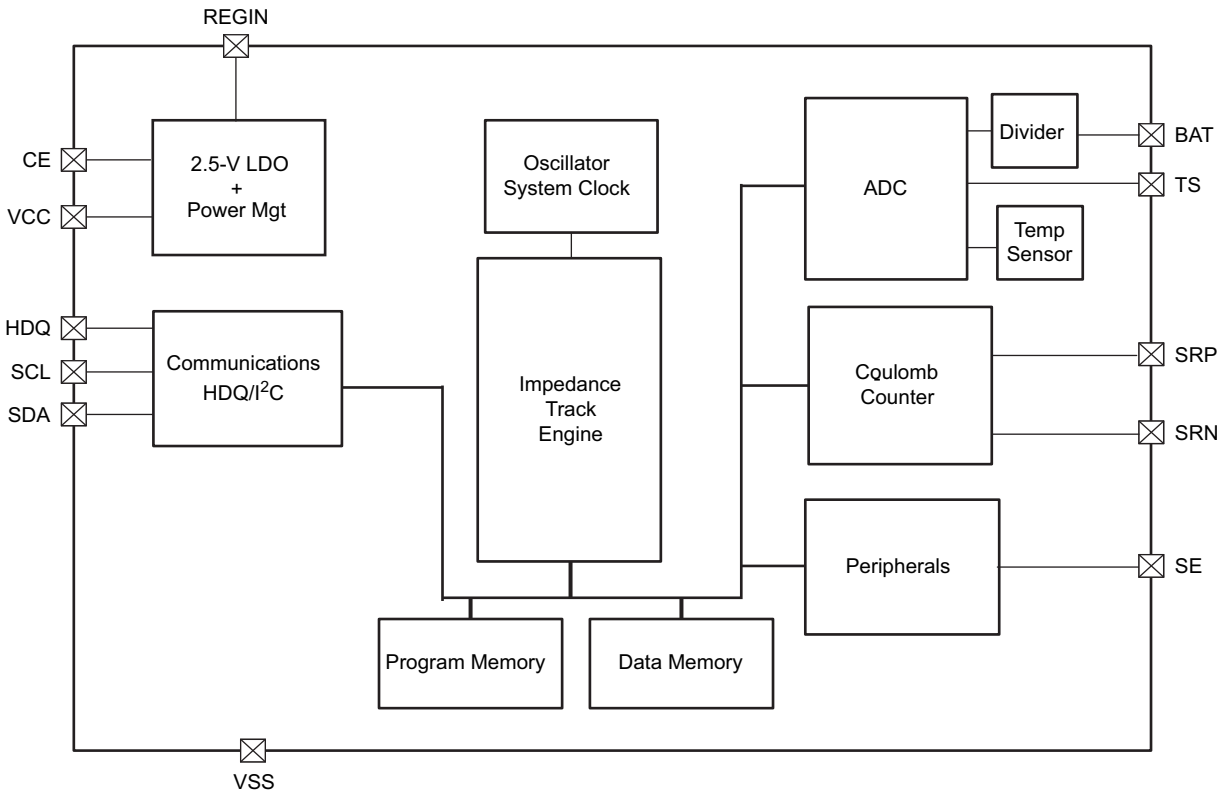 REGIN
CE
VCC
2.5-V LDO
+
Power Mgt
Oscillator
System Clock
ADC
Divider
BAT
TS
Temp
Sensor
HDQ
SCL
SDA
Communications
HDQ/I²C
Impedance
Track
Engine
Coulomb
Counter
SRP
SRN
Peripherals
SE
Program Memory
Data Memory
VSS